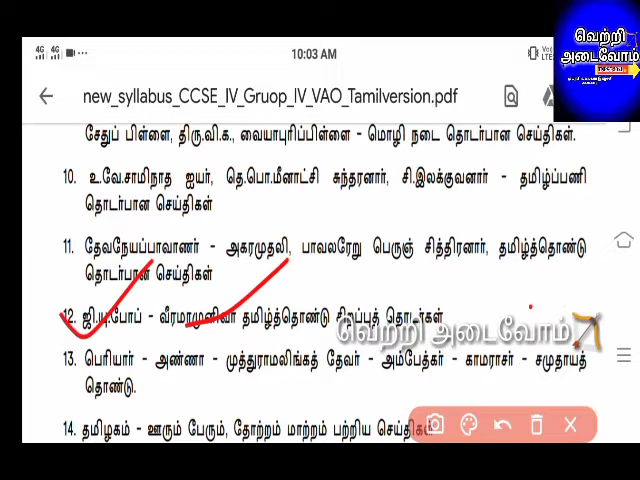 4G 4G 10:03 AM
வெற்றி
அடைவோம்
new_syllabus_CCSE_IV_Gruop_IV_VAO_Tamilversion.pdf
சேதுப் பிள்ளை, திரு.வி.க., வையாபுரிப்பிள்ளை – மொழி நடை தொடர்பான செய்திகள்.
10. உ.வே.சாமிநாத ஐயர், தெ.பொ.மீனாட்சி சுந்தரனார், சி.இலக்குவனார் – தமிழ்ப்பணி
தொடர்பான செய்திகள்
11. தேவநேயப்பாவாணர் – அகரமுதலி, பாவலரேறு பெருஞ் சித்திரனார், தமிழ்த்தொண்டு
தொடர்பான செய்திகள்
12. ஜி.யு.போப் – வீரமாமுனிவர் தமிழ்த்தொண்டு சிறப்புத் தொடர்கள்
வெற்றி அடைவோம்
13. பெரியார் – அண்ணா – முத்துராமலிங்கத் தேவர் – அம்பேத்கர் – காமராசர் – சமுதாயத்
தொண்டு.
14. தமிழகம் – ஊரும் பேரும், தோற்றம் மாற்றம் பற்றிய செய்திகள்